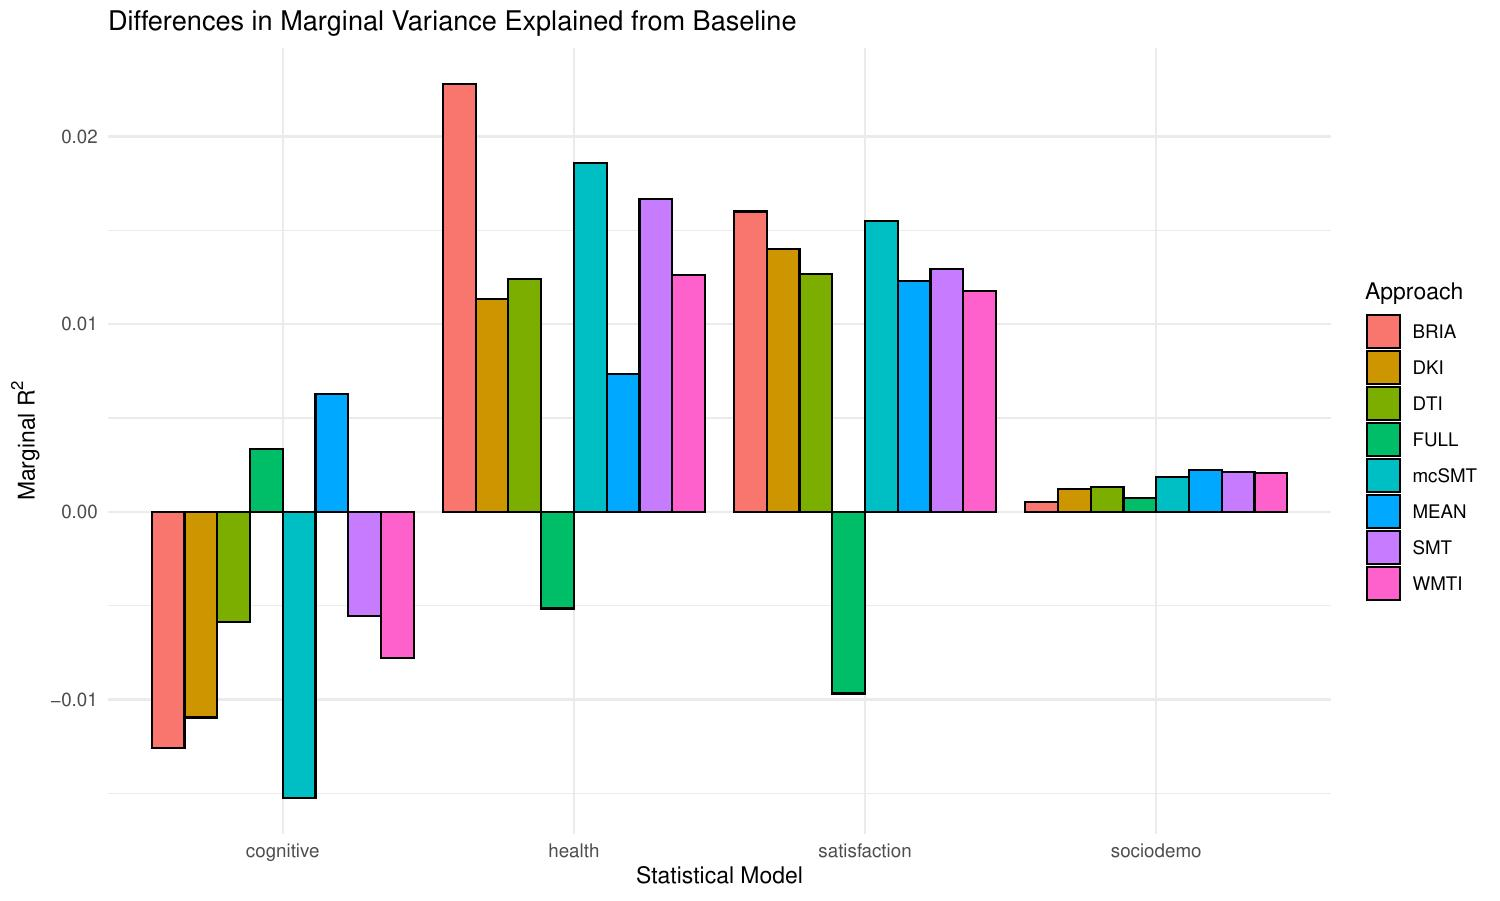 Differences in Marginal Variance Explained from Baseline
Marginal R²
0.02
0.01
0.00
−0.01
cognitive
health
satisfaction
sociodemo
Statistical Model
Approach
BRIA
DKI
DTI
FULL
mcSMT
MEAN
SMT
WMTI